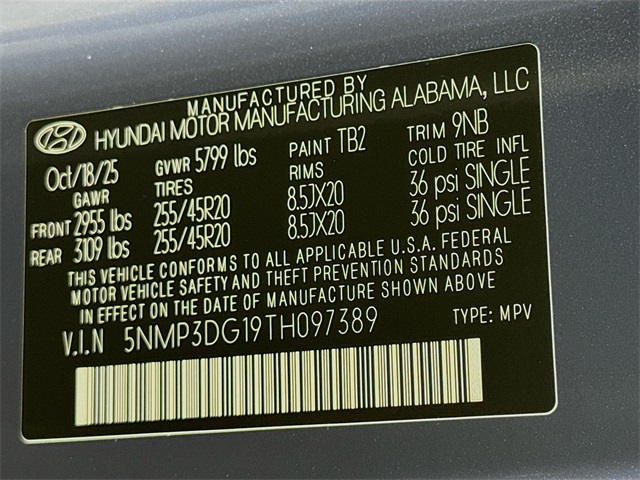 MANUFACTURED BY
HYUNDAI MOTOR MANUFACTURING ALABAMA, LLC
Oct/18/25 GVWR 5799 lbs PAINT TB2 TRIM 9NB
GAWR TIRES RIMS COLD TIRE INFL
FRONT 2955 lbs 255/45R20 8.5JX20 36 psi SINGLE
REAR 3109 lbs 255/45R20 8.5JX20 36 psi SINGLE
THIS VEHICLE CONFORMS TO ALL APPLICABLE U.S.A. FEDERAL
MOTOR VEHICLE SAFETY AND THEFT PREVENTION STANDARDS
IN EFFECT ON THE DATE OF MANUFACTURE SHOWN ABOVE
V.I.N 5NMP3DG19TH097389 TYPE: MPV